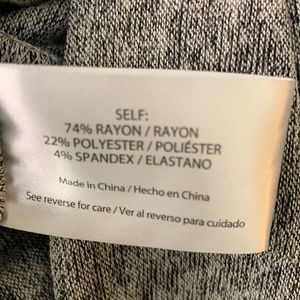 SELF:
74% RAYON / RAYON
22% POLYESTER / POLIÉSTER
4% SPANDEX / ELASTANO
Made in China / Hecho en China
See reverse for care / Ver al reverso para cuidado